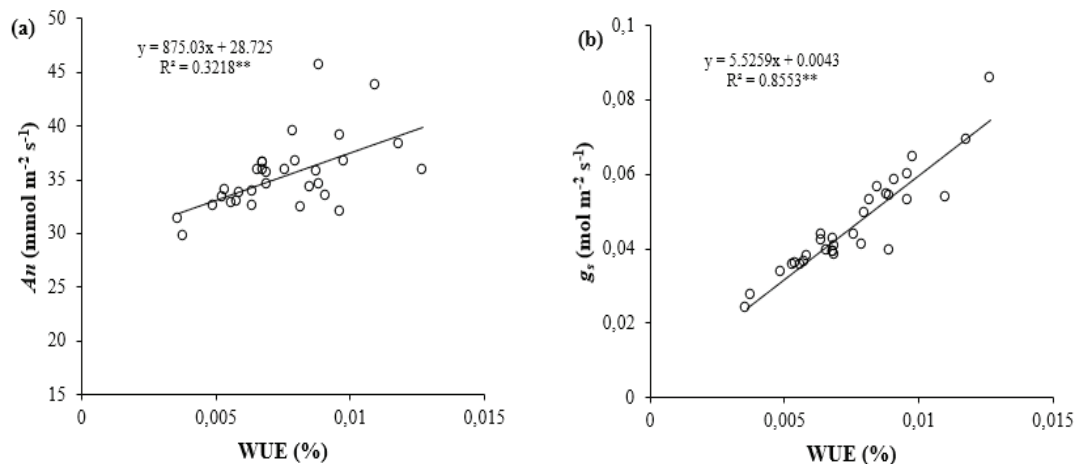 (a)
y = 875.03x + 28.725
R² = 0.3218**
An (mmol m⁻² s⁻¹)
50
45
40
35
30
25
20
15
0
0,005
0,01
0,015
WUE (%)
(b)
y = 5.5259x + 0.0043
R² = 0.8553**
gₛ (mol m⁻² s⁻¹)
0,1
0,08
0,06
0,04
0,02
0
0
0,005
0,01
0,015
WUE (%)